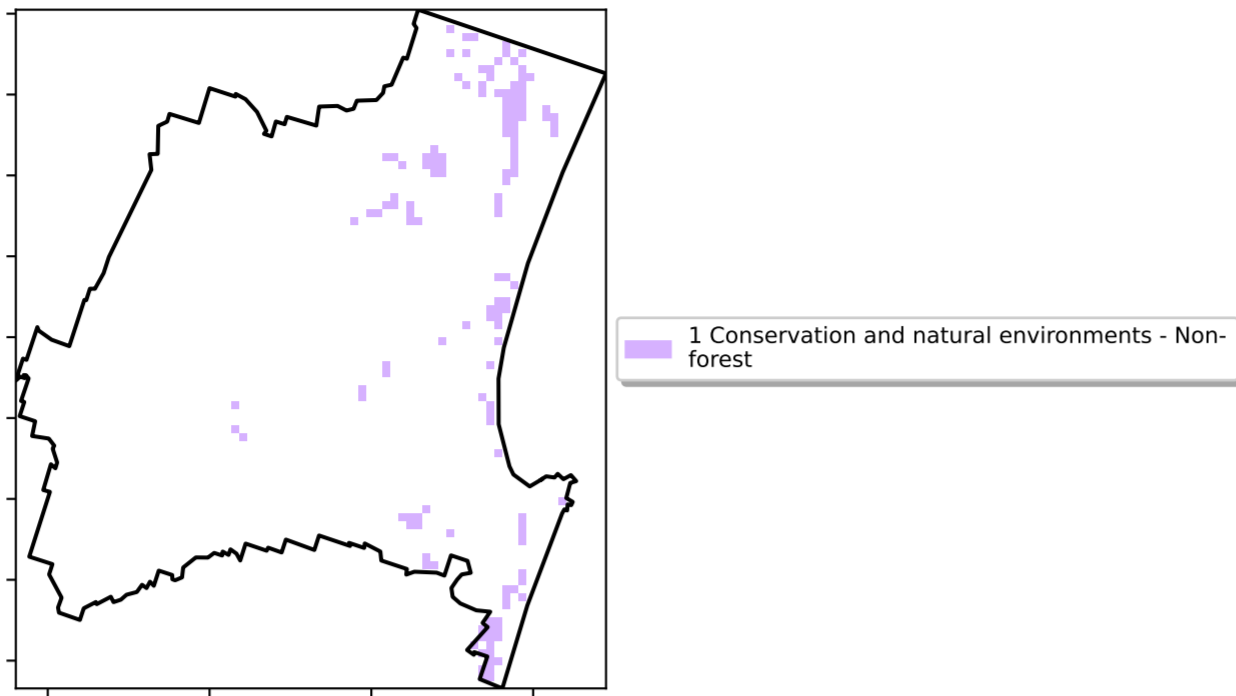 1 Conservation and natural environments - Non-
forest